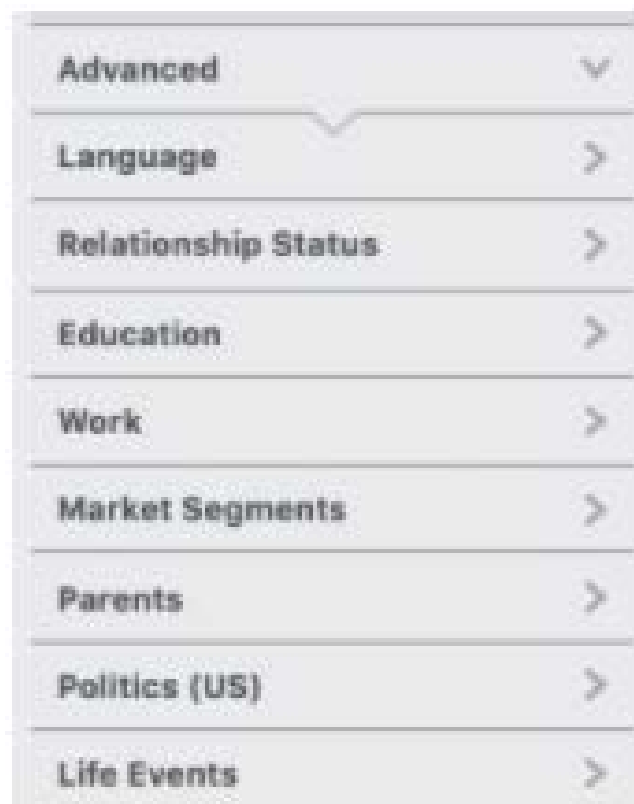 Advanced
Language
Relationship Status
Education
Work
Market Segments
Parents
Politics (US)
Life Events